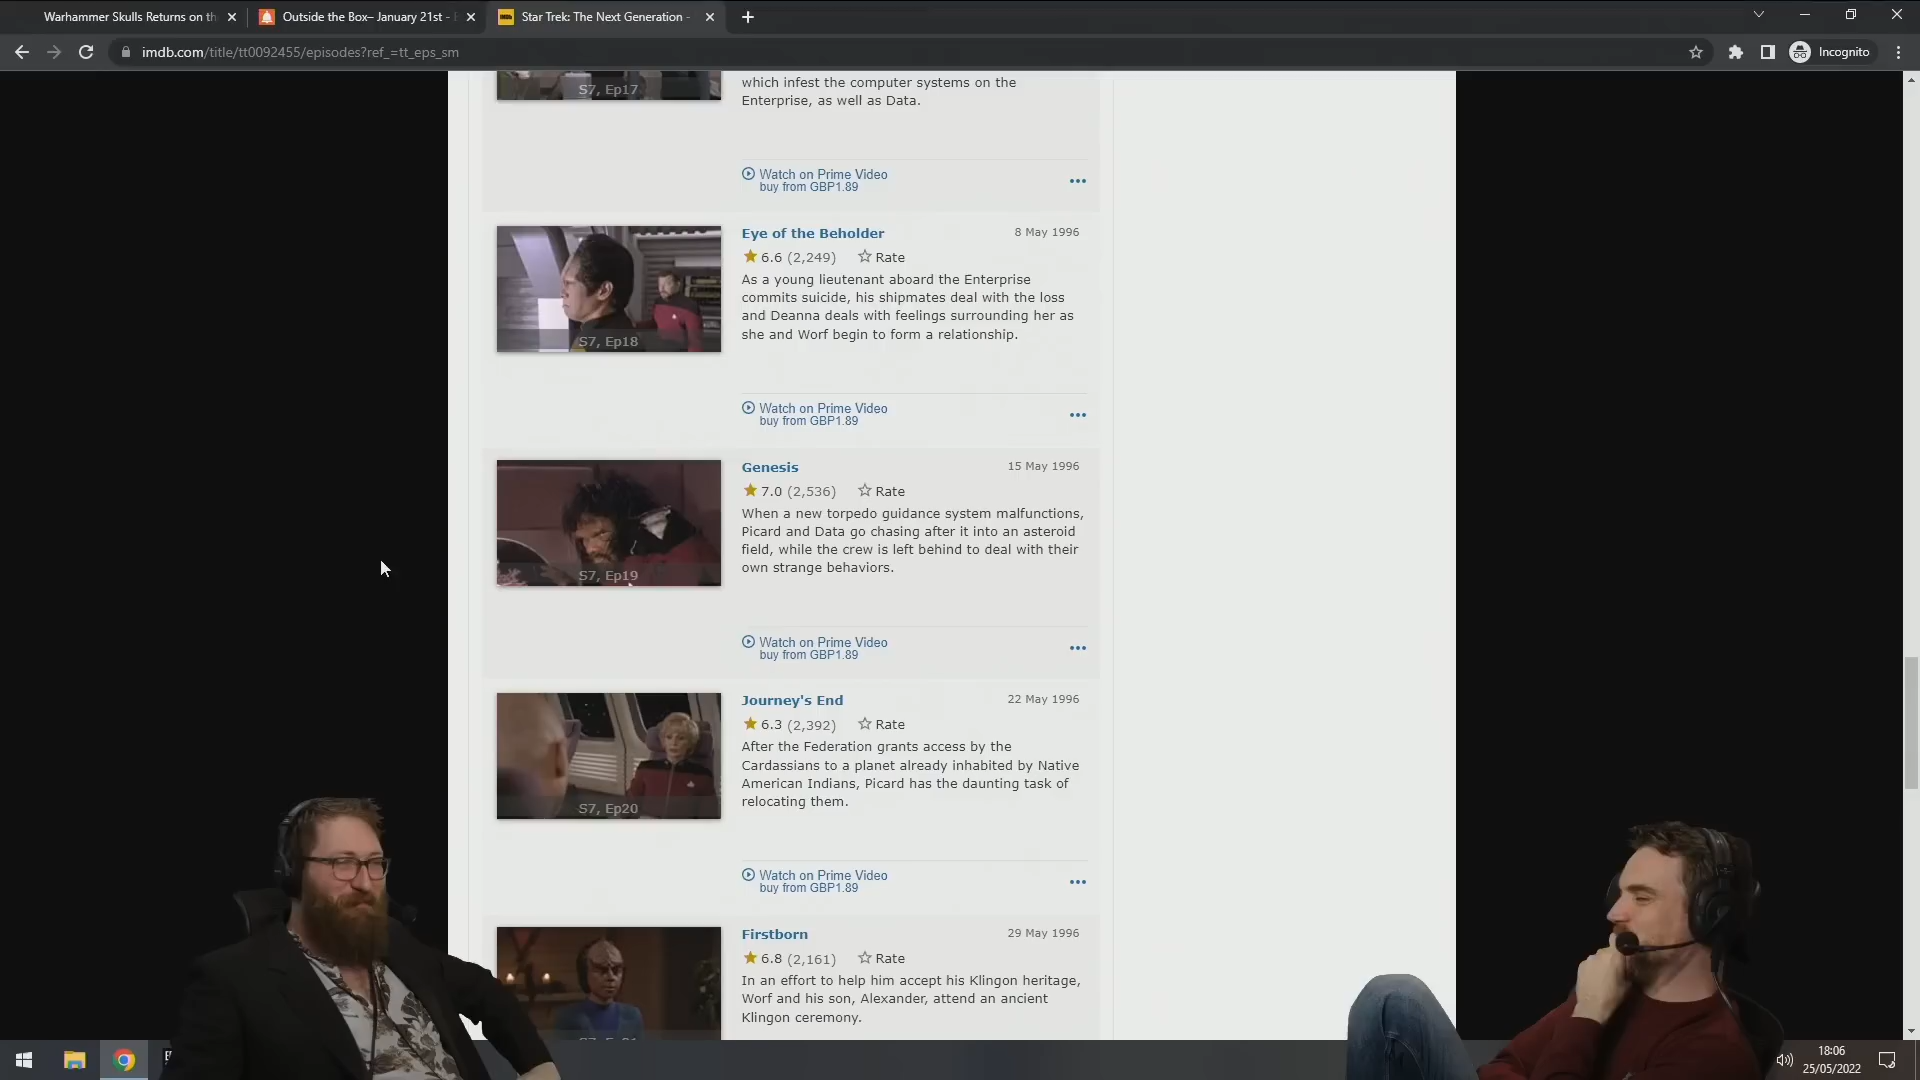 Warhammer Skulls Returns on th
Outside the Box– January 21st -
Star Trek: The Next Generation -
imdb.com/title/tt0092455/episodes?ref_=tt_eps_sm
Incognito
S7, Ep17
which infest the computer systems on the
Enterprise, as well as Data.
Watch on Prime Video
buy from GBP1.89
Eye of the Beholder
8 May 1996
6.6 (2,249) Rate
As a young lieutenant aboard the Enterprise
commits suicide, his shipmates deal with the loss
and Deanna deals with feelings surrounding her as
she and Worf begin to form a relationship.
S7, Ep18
Watch on Prime Video
buy from GBP1.89
Genesis
15 May 1996
7.0 (2,536) Rate
When a new torpedo guidance system malfunctions,
Picard and Data go chasing after it into an asteroid
field, while the crew is left behind to deal with their
own strange behaviors.
S7, Ep19
Watch on Prime Video
buy from GBP1.89
Journey's End
22 May 1996
6.3 (2,392) Rate
After the Federation grants access by the
Cardassians to a planet already inhabited by Native
American Indians, Picard has the daunting task of
relocating them.
S7, Ep20
Watch on Prime Video
buy from GBP1.89
Firstborn
29 May 1996
6.8 (2,161) Rate
In an effort to help him accept his Klingon heritage,
Worf and his son, Alexander, attend an ancient
Klingon ceremony.
18:06
25/05/2022